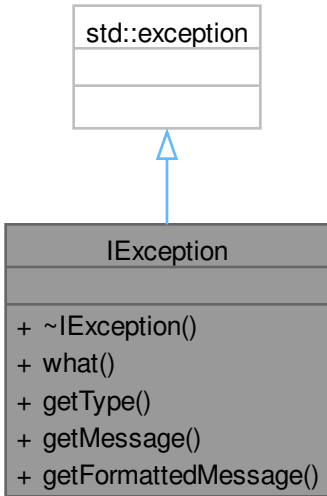 std::exception
IException
+ ~IException()
+ what()
+ getType()
+ getMessage()
+ getFormattedMessage()